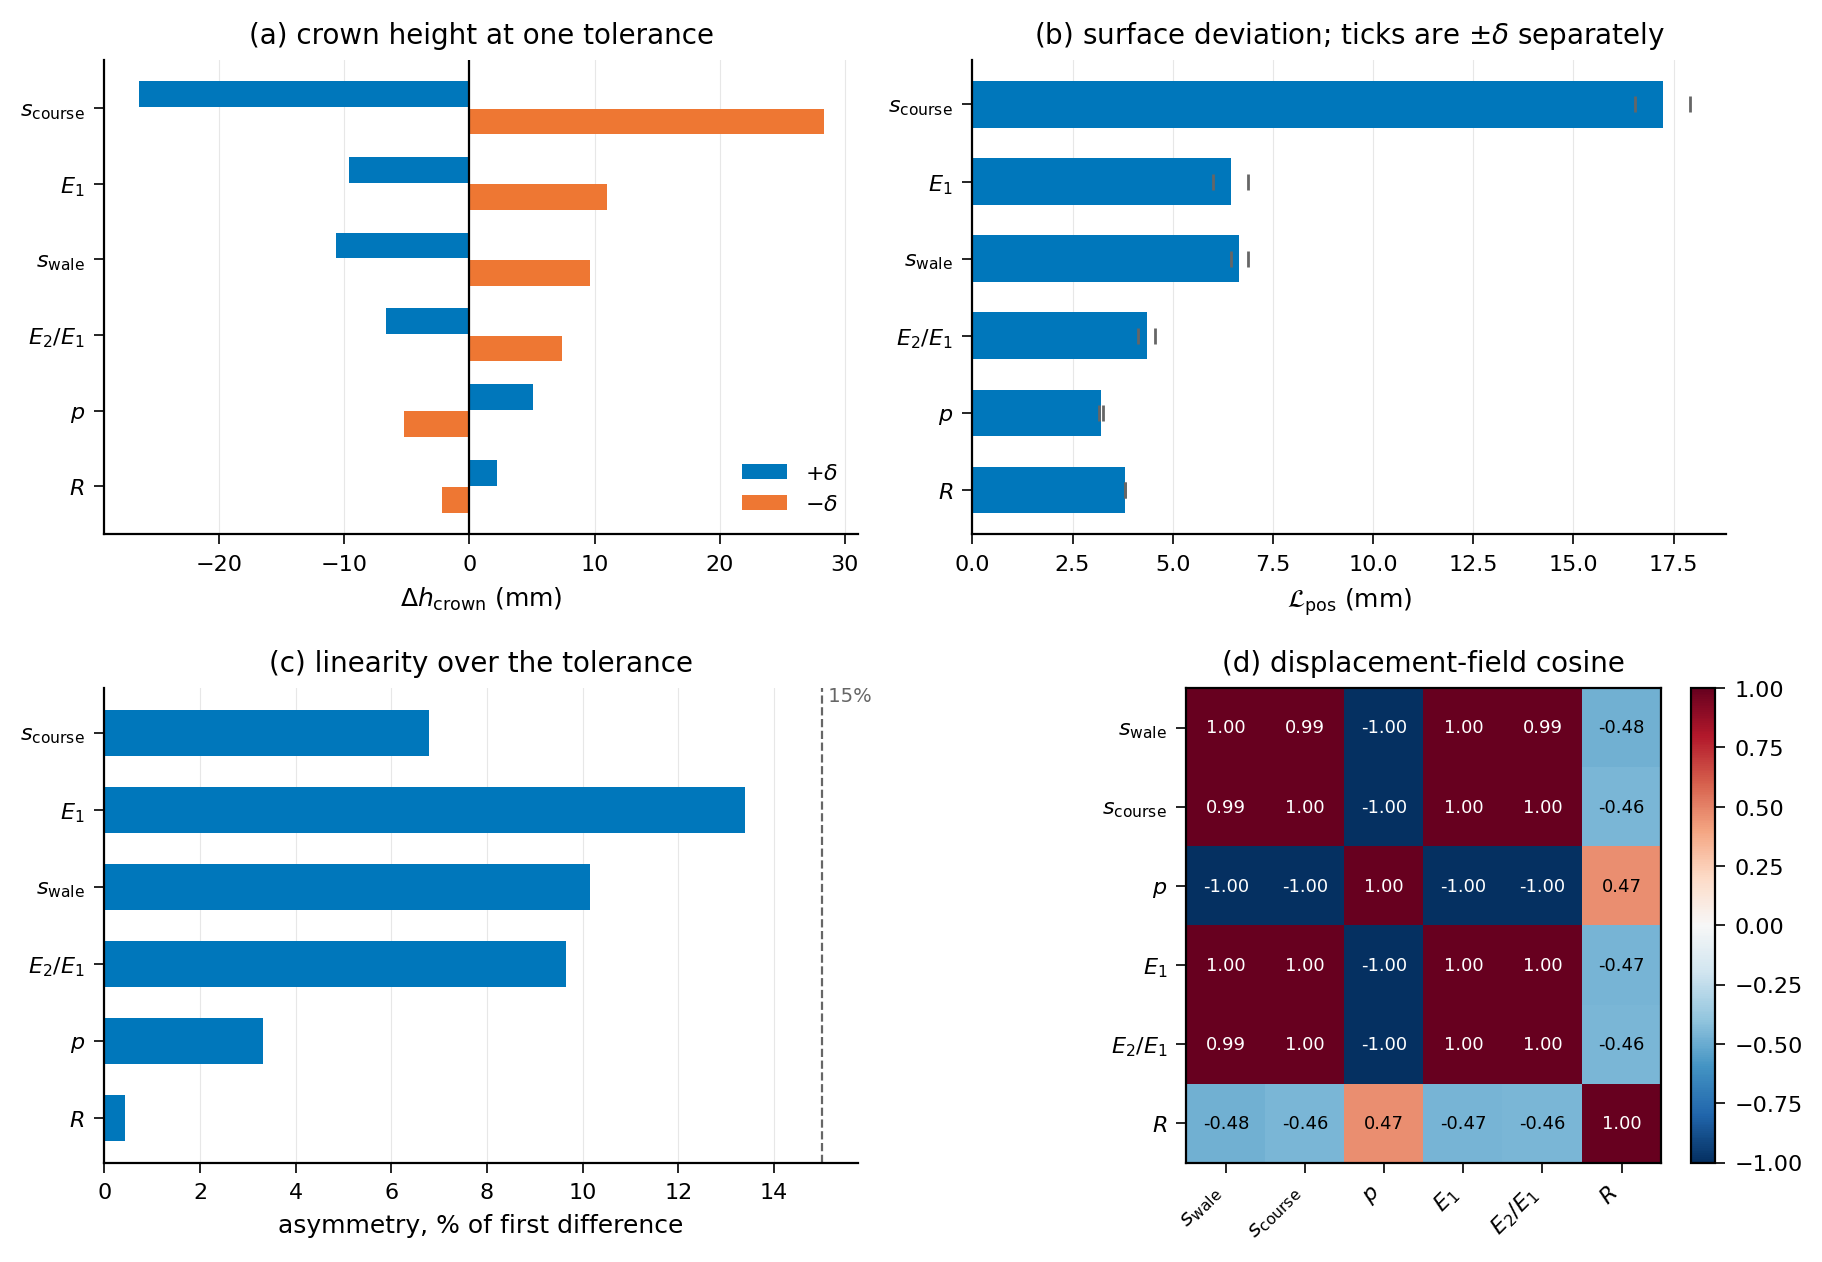 (a) crown height at one tolerance
s_course
E_1
s_wale
E_2/E_1
p
R
+δ
−δ
−20 −10 0 10 20 30
Δh_crown (mm)
(b) surface deviation; ticks are ±δ separately
s_course
E_1
s_wale
E_2/E_1
p
R
0.0 2.5 5.0 7.5 10.0 12.5 15.0 17.5
ℒ_pos (mm)
(c) linearity over the tolerance
15%
s_course
E_1
s_wale
E_2/E_1
p
R
0 2 4 6 8 10 12 14
asymmetry, % of first difference
(d) displacement-field cosine
s_wale 1.00 0.99 -1.00 1.00 0.99 -0.48
s_course 0.99 1.00 -1.00 1.00 1.00 -0.46
p -1.00 -1.00 1.00 -1.00 -1.00 0.47
E_1 1.00 1.00 -1.00 1.00 1.00 -0.47
E_2/E_1 0.99 1.00 -1.00 1.00 1.00 -0.46
R -0.48 -0.46 0.47 -0.47 -0.46 1.00
s_wale s_course p E_1 E_2/E_1 R
1.00
0.75
0.50
0.25
0.00
−0.25
−0.50
−0.75
−1.00